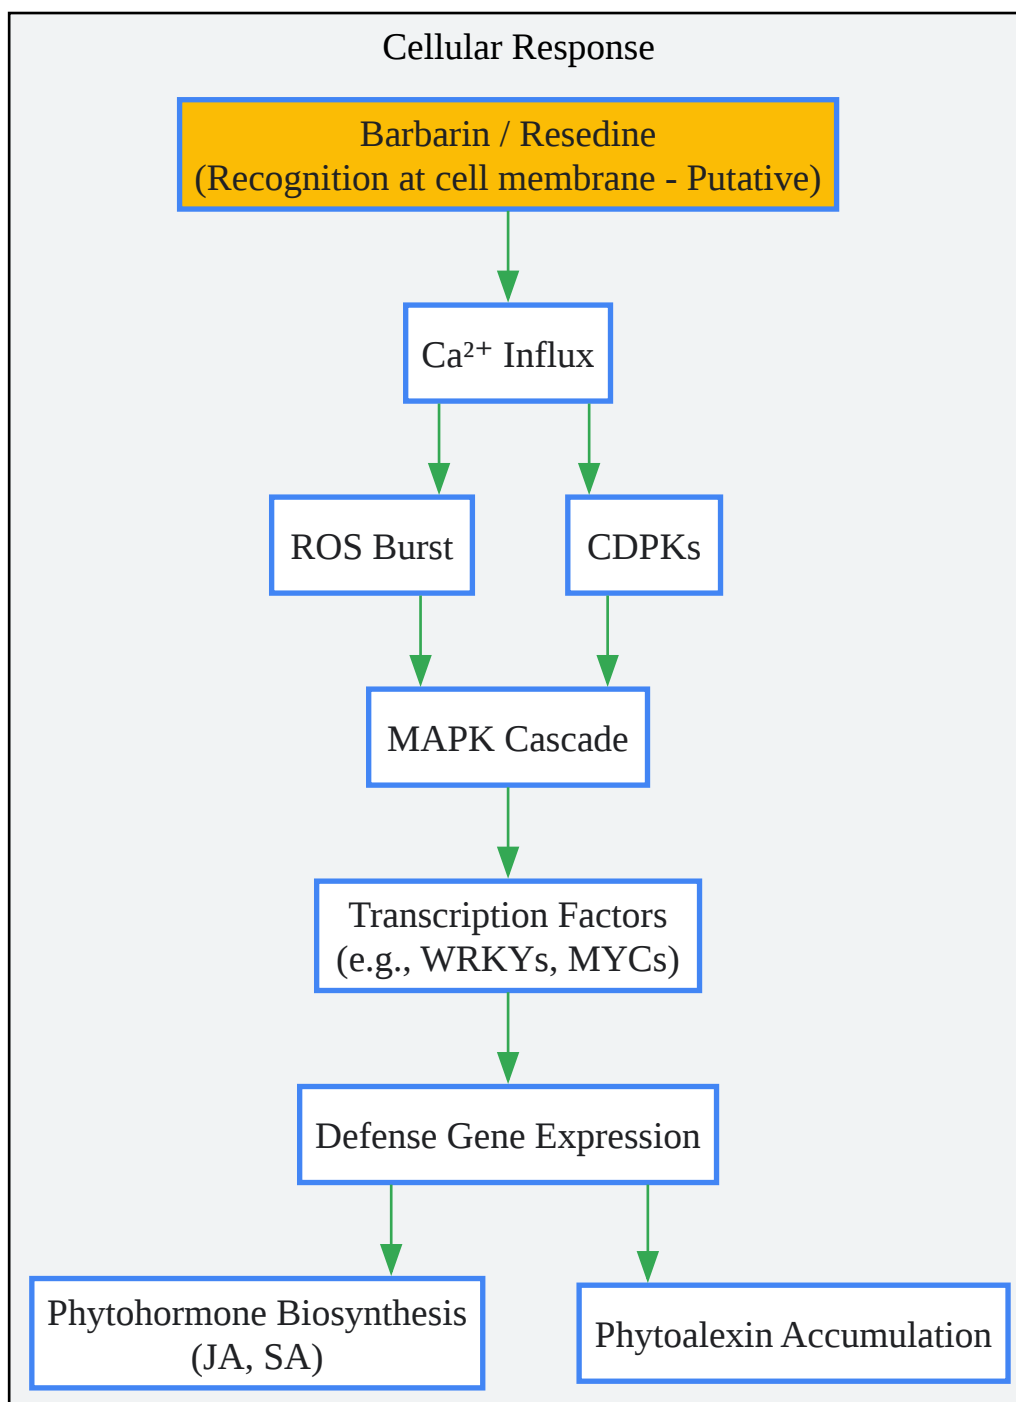 Cellular Response
Barbarin / Resedine
(Recognition at cell membrane - Putative)
Ca²⁺ Influx
ROS Burst
CDPKs
MAPK Cascade
Transcription Factors
(e.g., WRKYs, MYCs)
Defense Gene Expression
Phytohormone Biosynthesis
(JA, SA)
Phytoalexin Accumulation